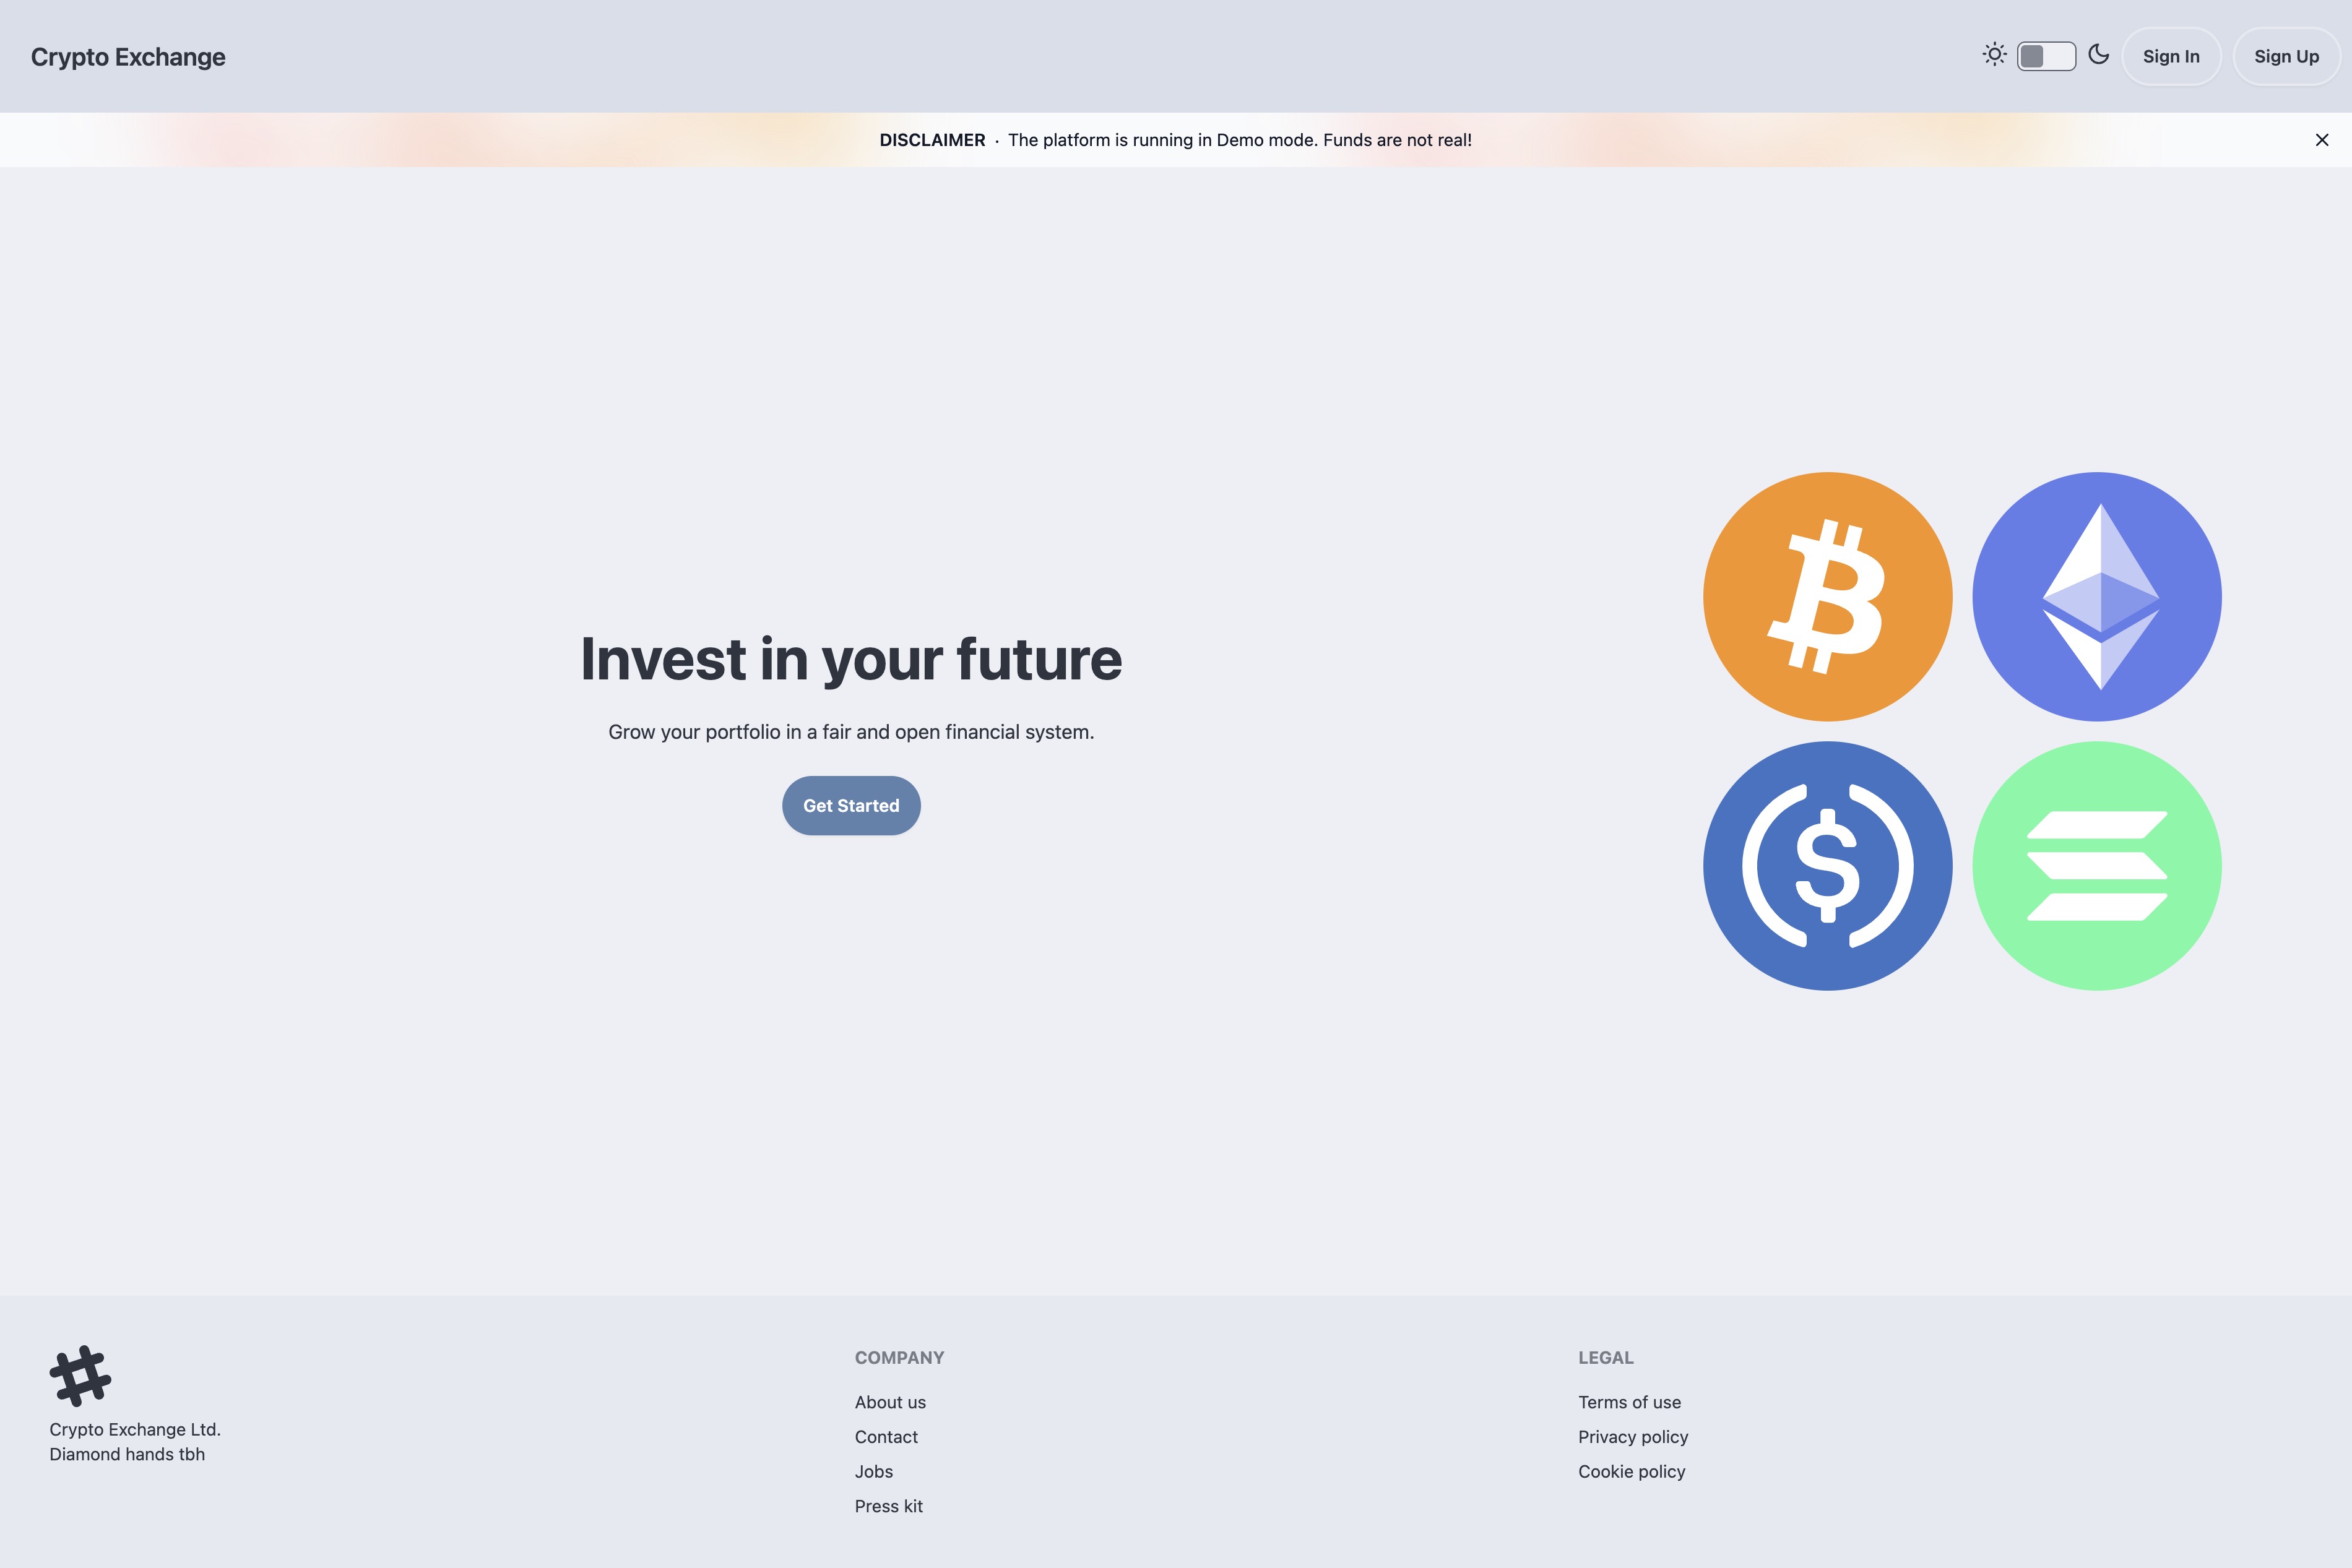 Crypto Exchange
Sign In
Sign Up
DISCLAIMER · The platform is running in Demo mode. Funds are not real!
Invest in your future
Grow your portfolio in a fair and open financial system.
Get Started
Crypto Exchange Ltd.
Diamond hands tbh
COMPANY
About us
Contact
Jobs
Press kit
LEGAL
Terms of use
Privacy policy
Cookie policy